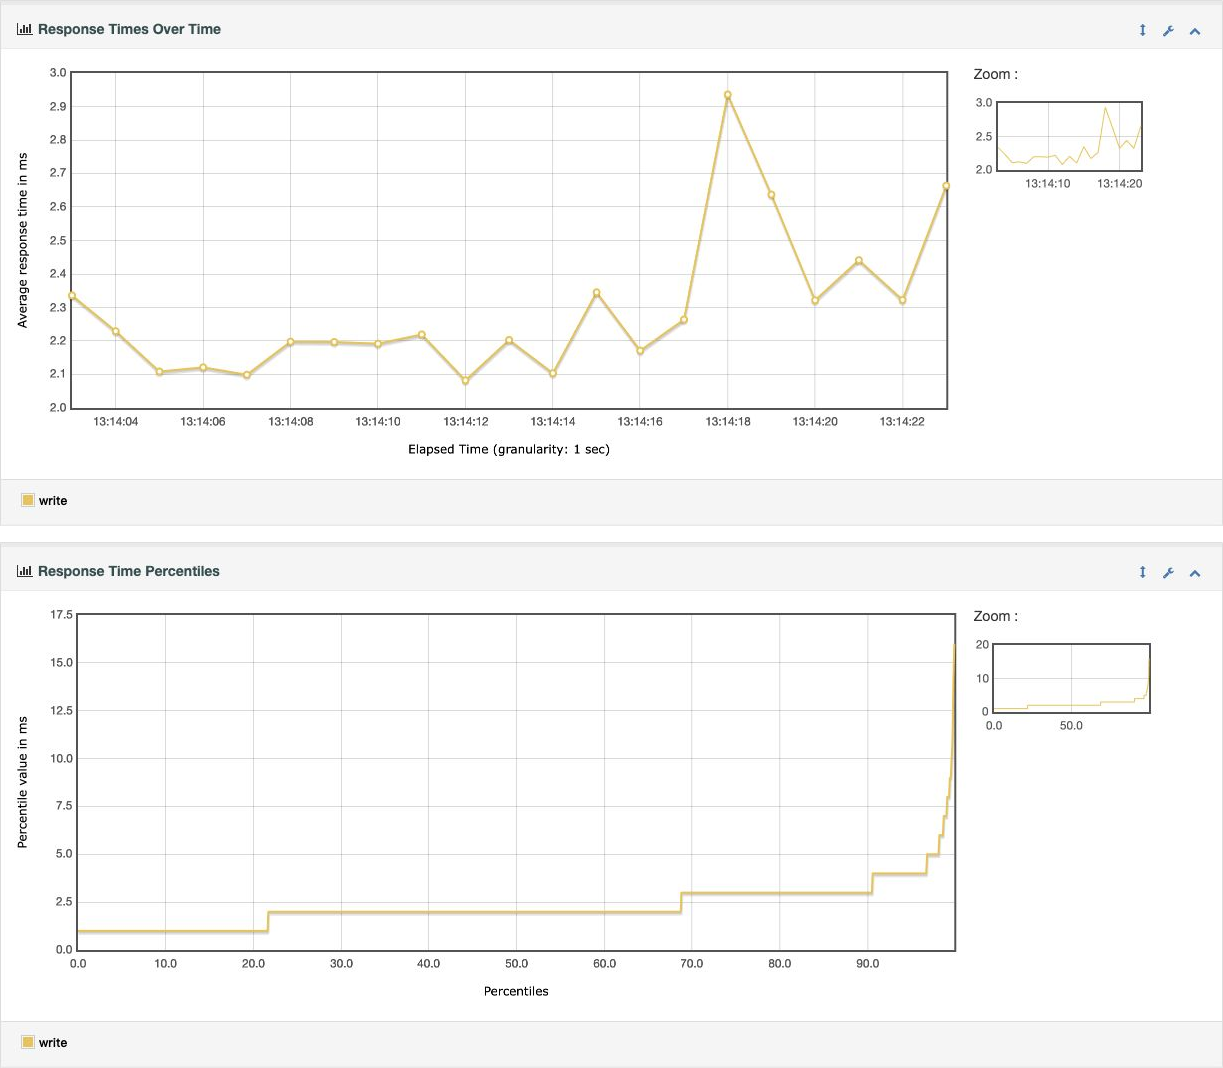 Response Times Over Time
Zoom :
3.0
2.9
2.8
2.7
2.6
2.5
2.4
2.3
2.2
2.1
2.0
Average response time in ms
13:14:04 13:14:06 13:14:08 13:14:10 13:14:12 13:14:14 13:14:16 13:14:18 13:14:20 13:14:22
Elapsed Time (granularity: 1 sec)
3.0
2.5
2.0
13:14:10 13:14:20
write
Response Time Percentiles
Zoom :
17.5
15.0
12.5
10.0
7.5
5.0
2.5
0.0
Percentile value in ms
0.0 10.0 20.0 30.0 40.0 50.0 60.0 70.0 80.0 90.0
Percentiles
20
10
0
0.0 50.0
write